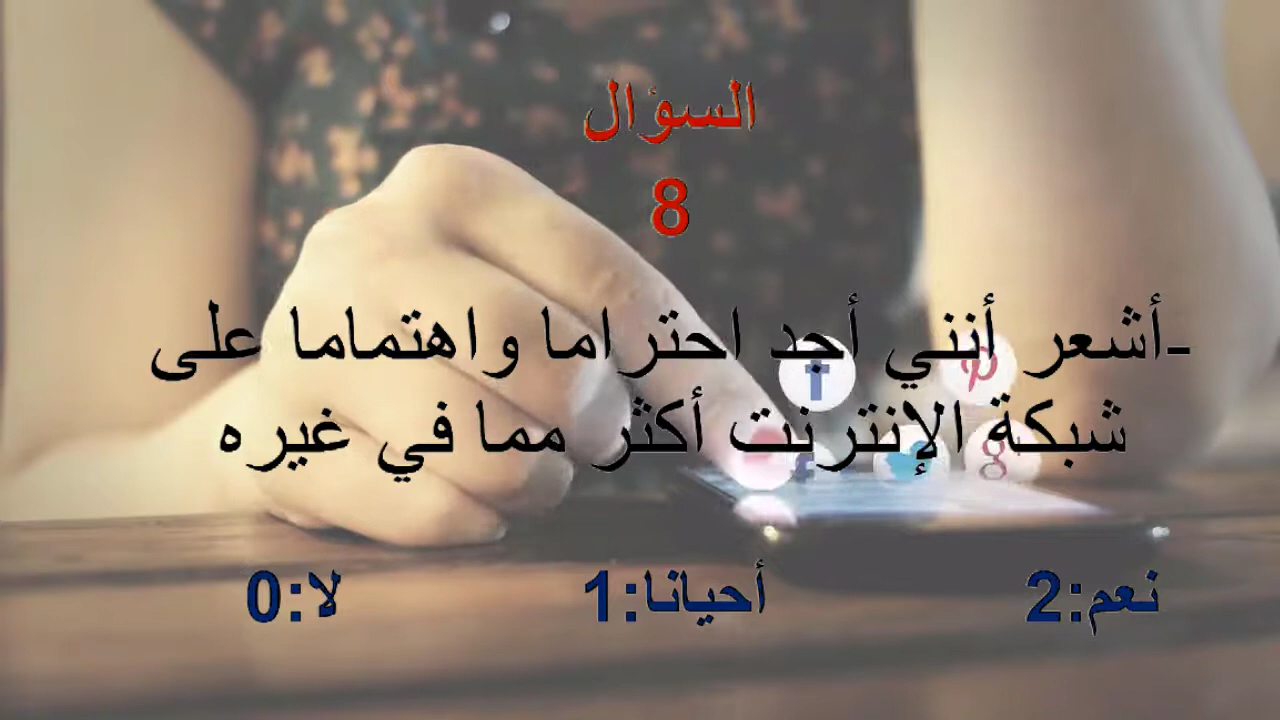 السؤال
8
-أشعر أنني أجد احتراما واهتماما على
شبكة الإنترنت أكثر مما في غيره
نعم:2 أحيانا:1 لا:0